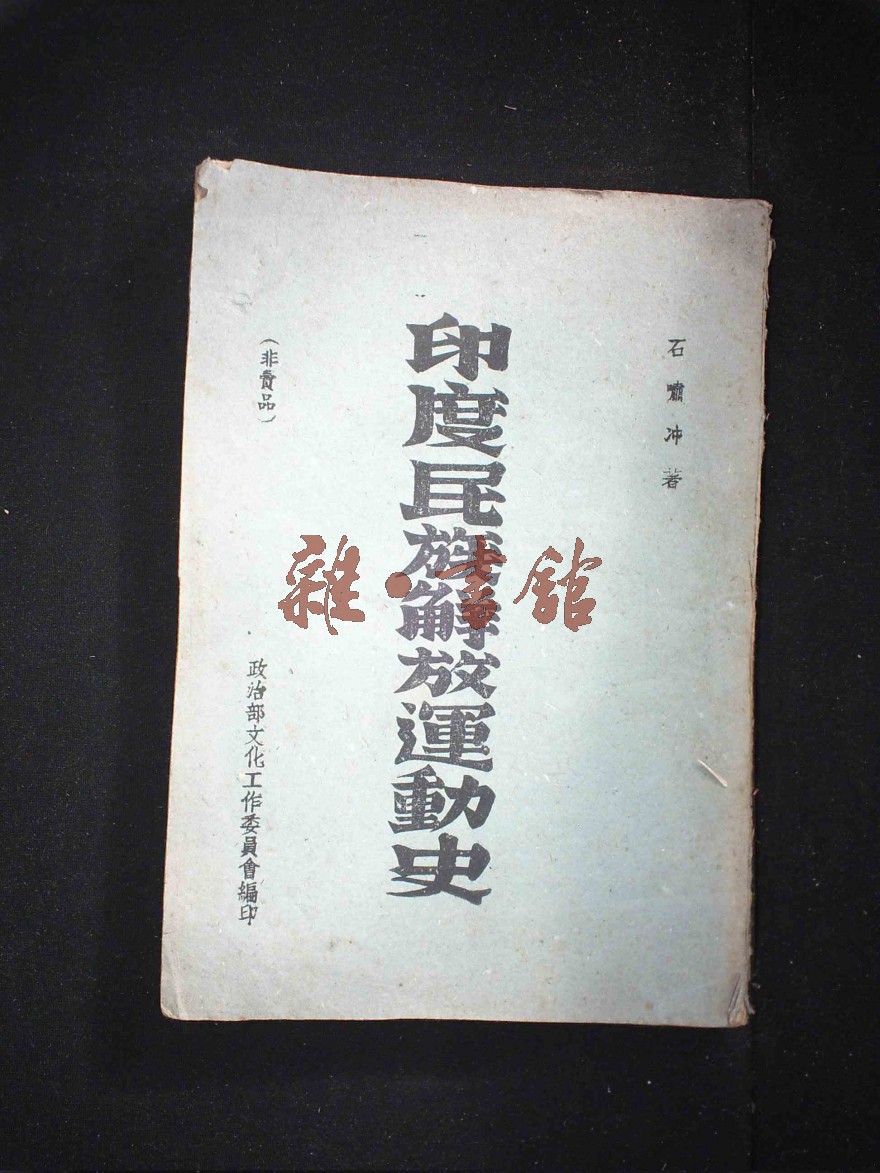 石嘯冲 著
印度民族解放運動史
(非賣品)
政治部文化工作委員會編印
雜·書館